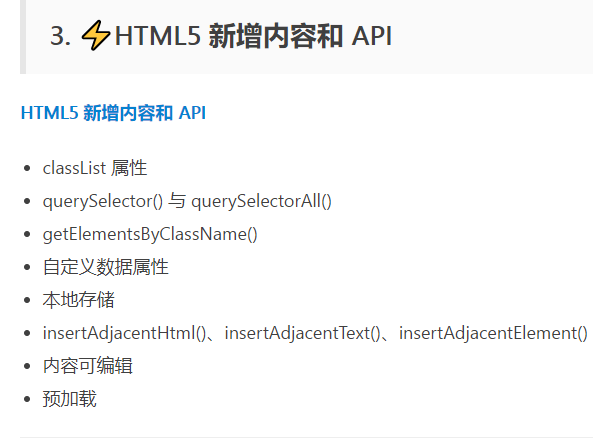 3. ⚡HTML5 新增内容和 API
HTML5 新增内容和 API
• classList 属性
• querySelector() 与 querySelectorAll()
• getElementsByClassName()
• 自定义数据属性
• 本地存储
• insertAdjacentHtml()、insertAdjacentText()、insertAdjacentElement()
• 内容可编辑
• 预加载